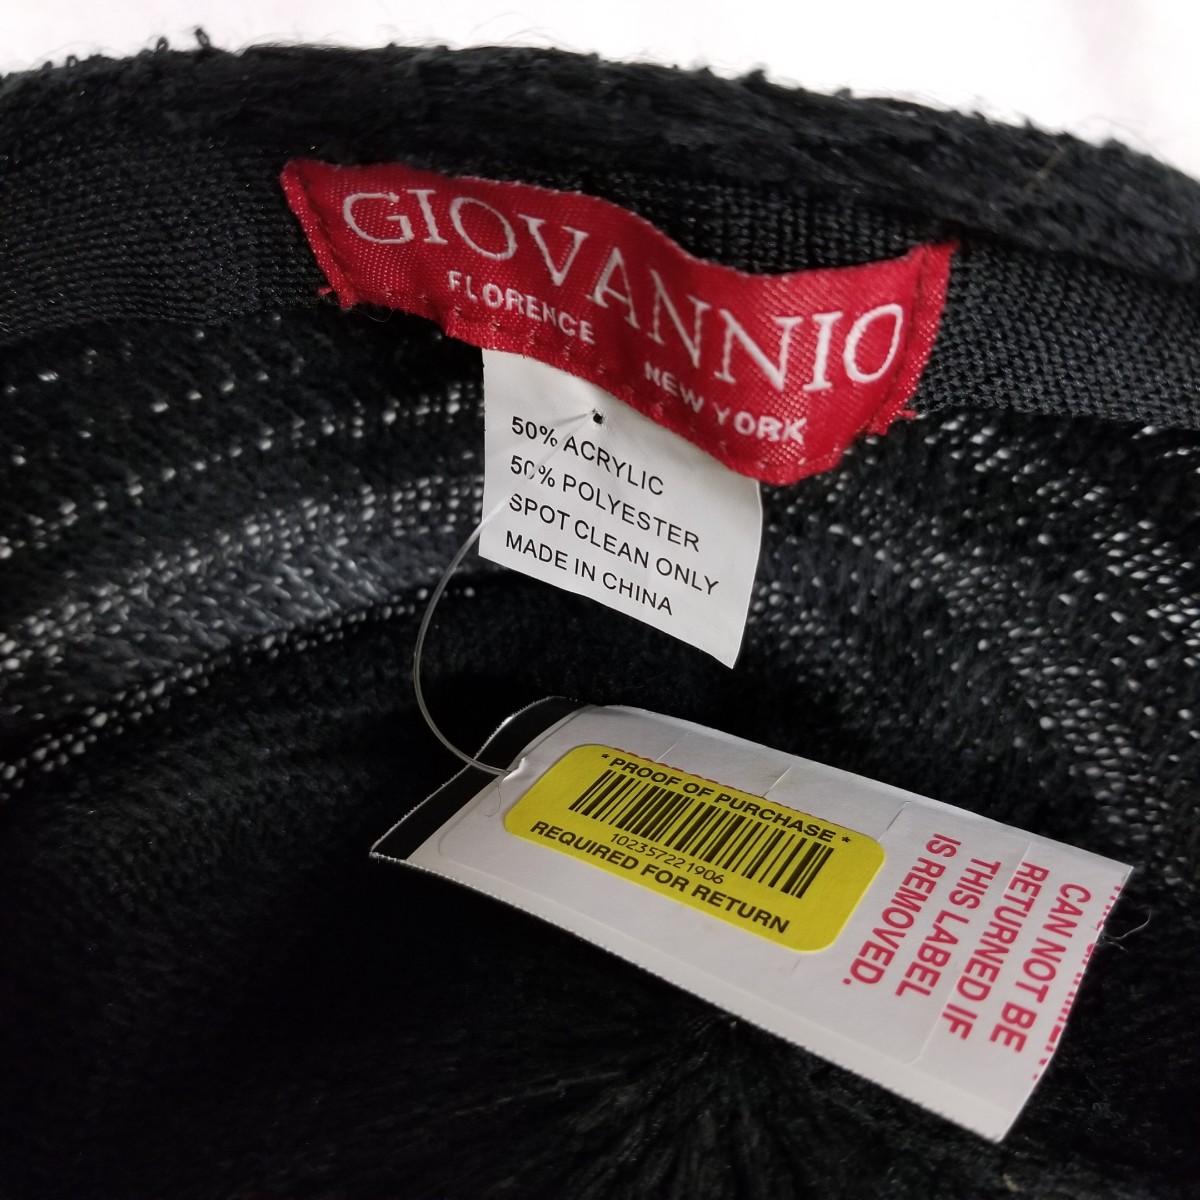 GIOVANNIO
FLORENCE NEW YORK
50% ACRYLIC
50% POLYESTER
SPOT CLEAN ONLY
MADE IN CHINA
* PROOF OF PURCHASE *
102357221906
REQUIRED FOR RETURN
CAN NOT BE
RETURNED IF
THIS LABEL
IS REMOVED.